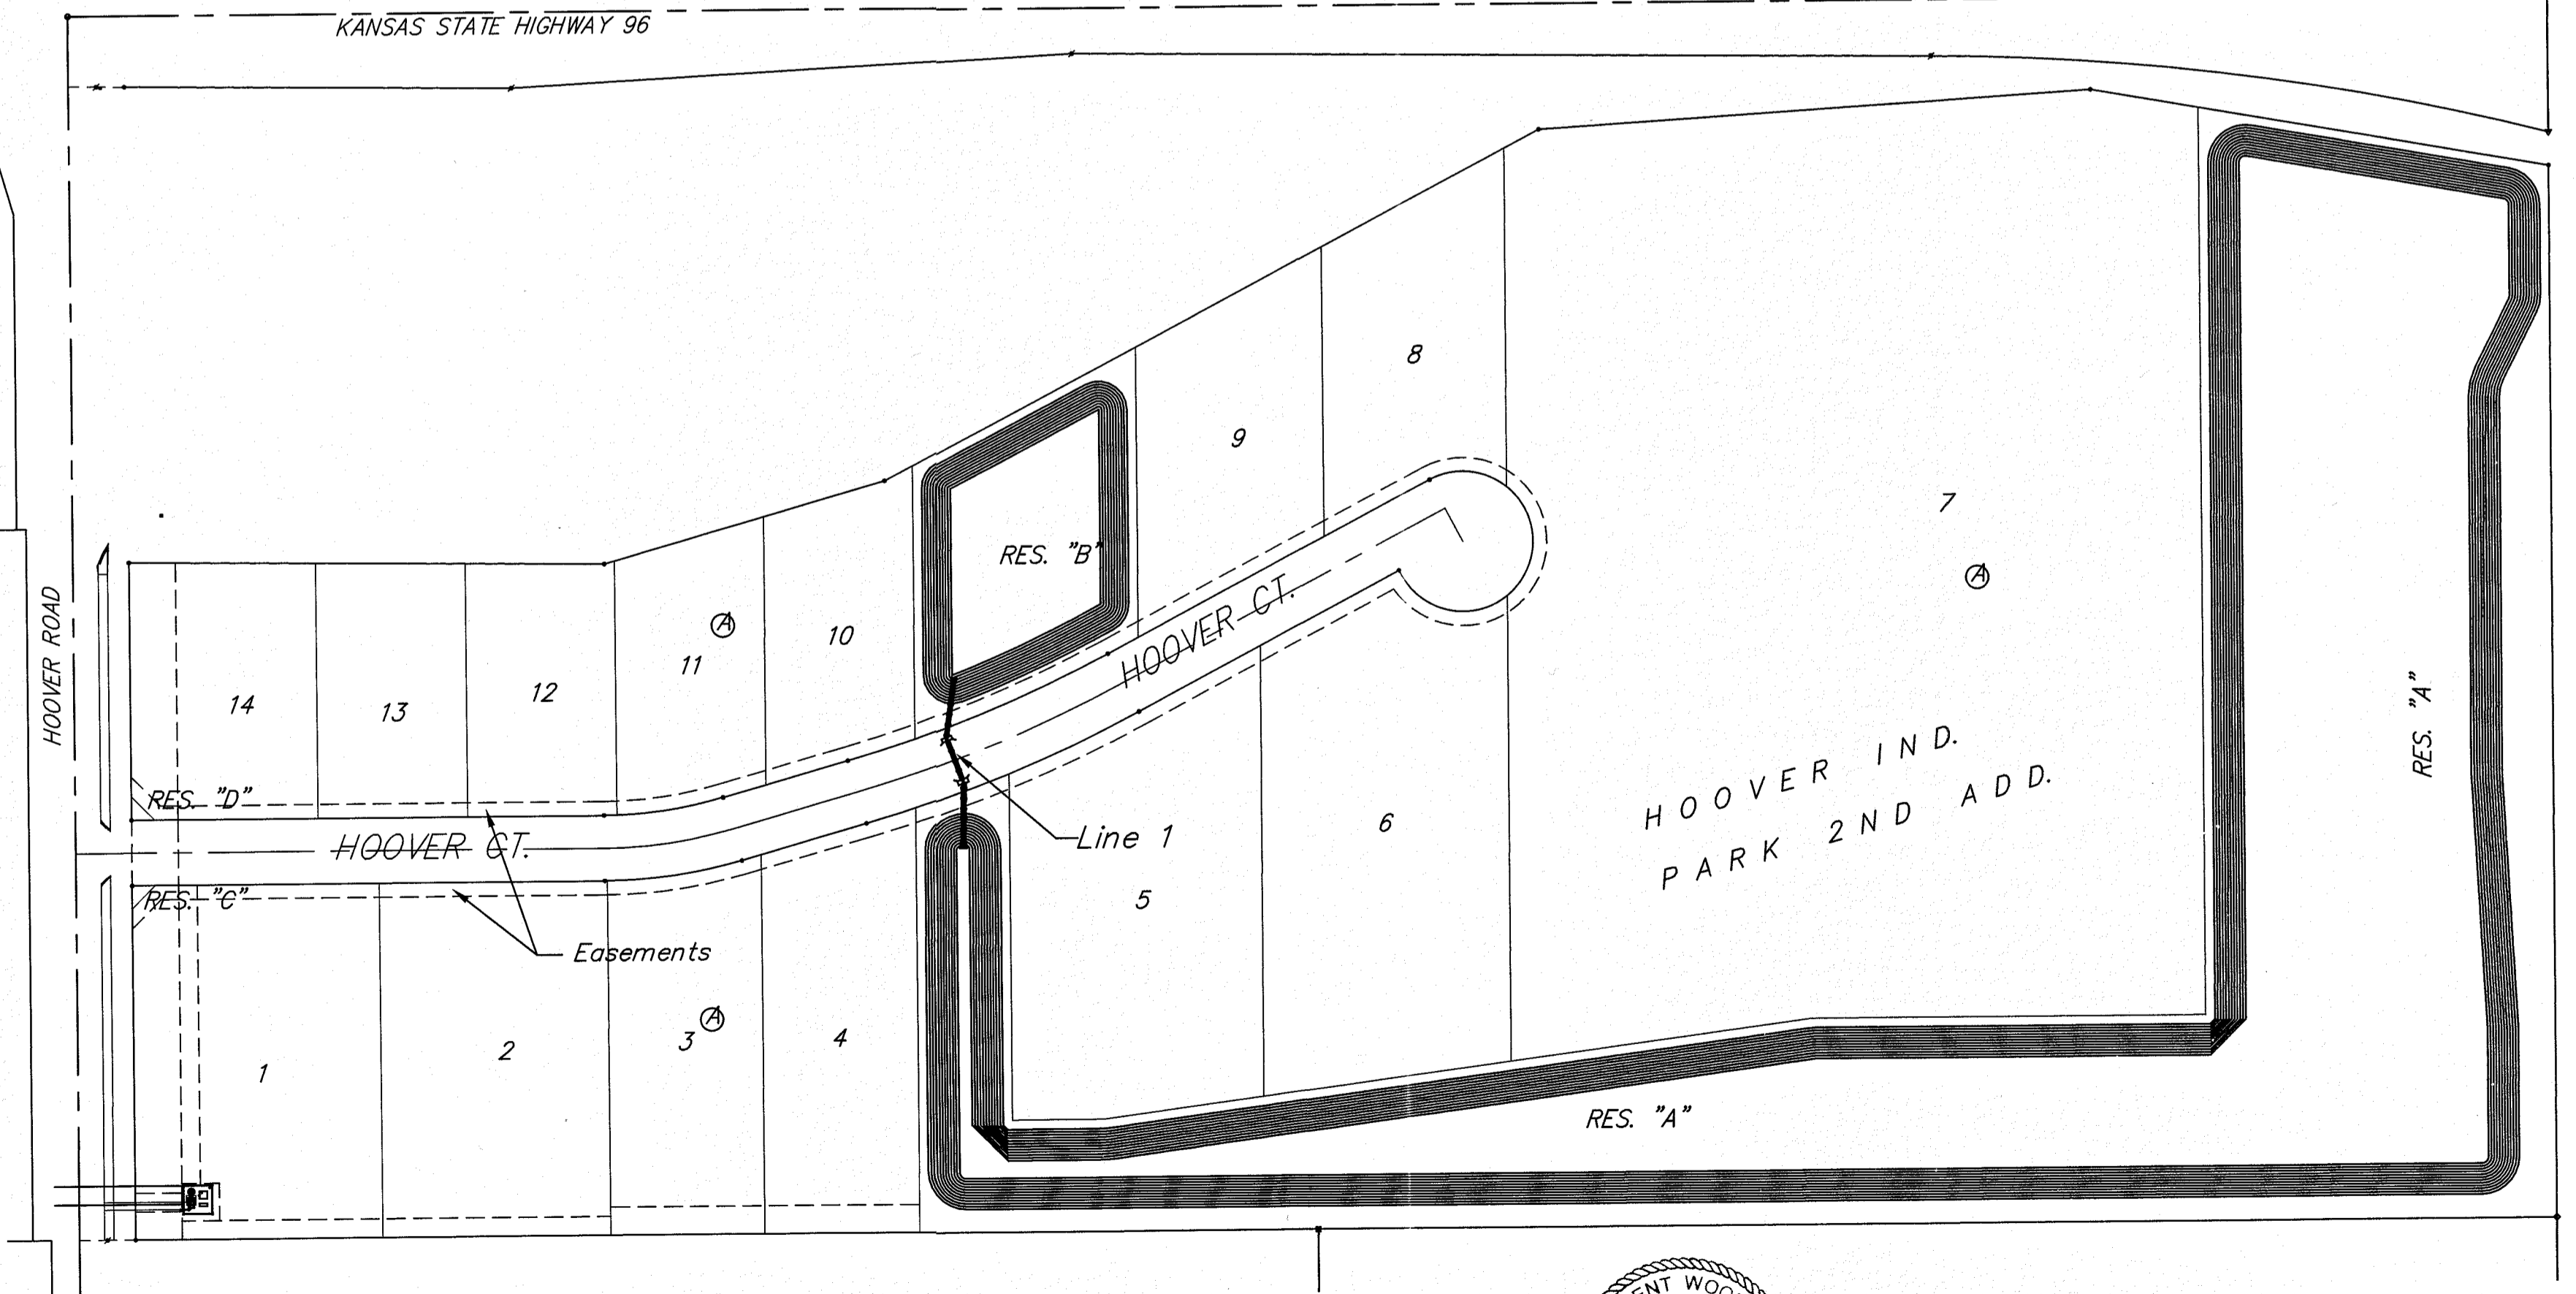 KANSAS STATE HIGHWAY 96
HOOVER ROAD
8
9
7
A
RES. "B"
HOOVER CT.
A
11
10
12
13
14
RES. "A"
HOOVER IND.
PARK 2ND ADD.
RES. "D"
HOOVER CT.
Line 1
6
5
RES. "C"
Easements
A
3
4
2
1
RES. "A"